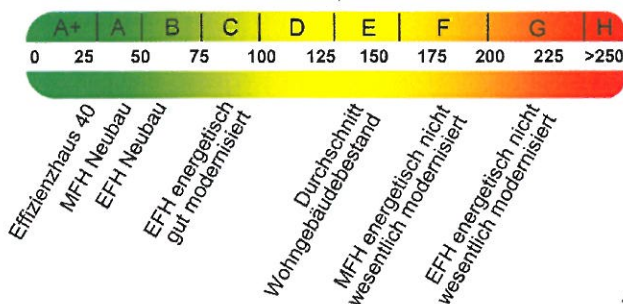 A+ A B C D E F G H
0 25 50 75 100 125 150 175 200 225 >250
Effizienzhaus 40
MFH Neubau
EFH Neubau
EFH energetisch
gut modernisiert
Durchschnitt
Wohngebäudebestand
MFH energetisch nicht
wesentlich modernisiert
EFH energetisch nicht
wesentlich modernisiert